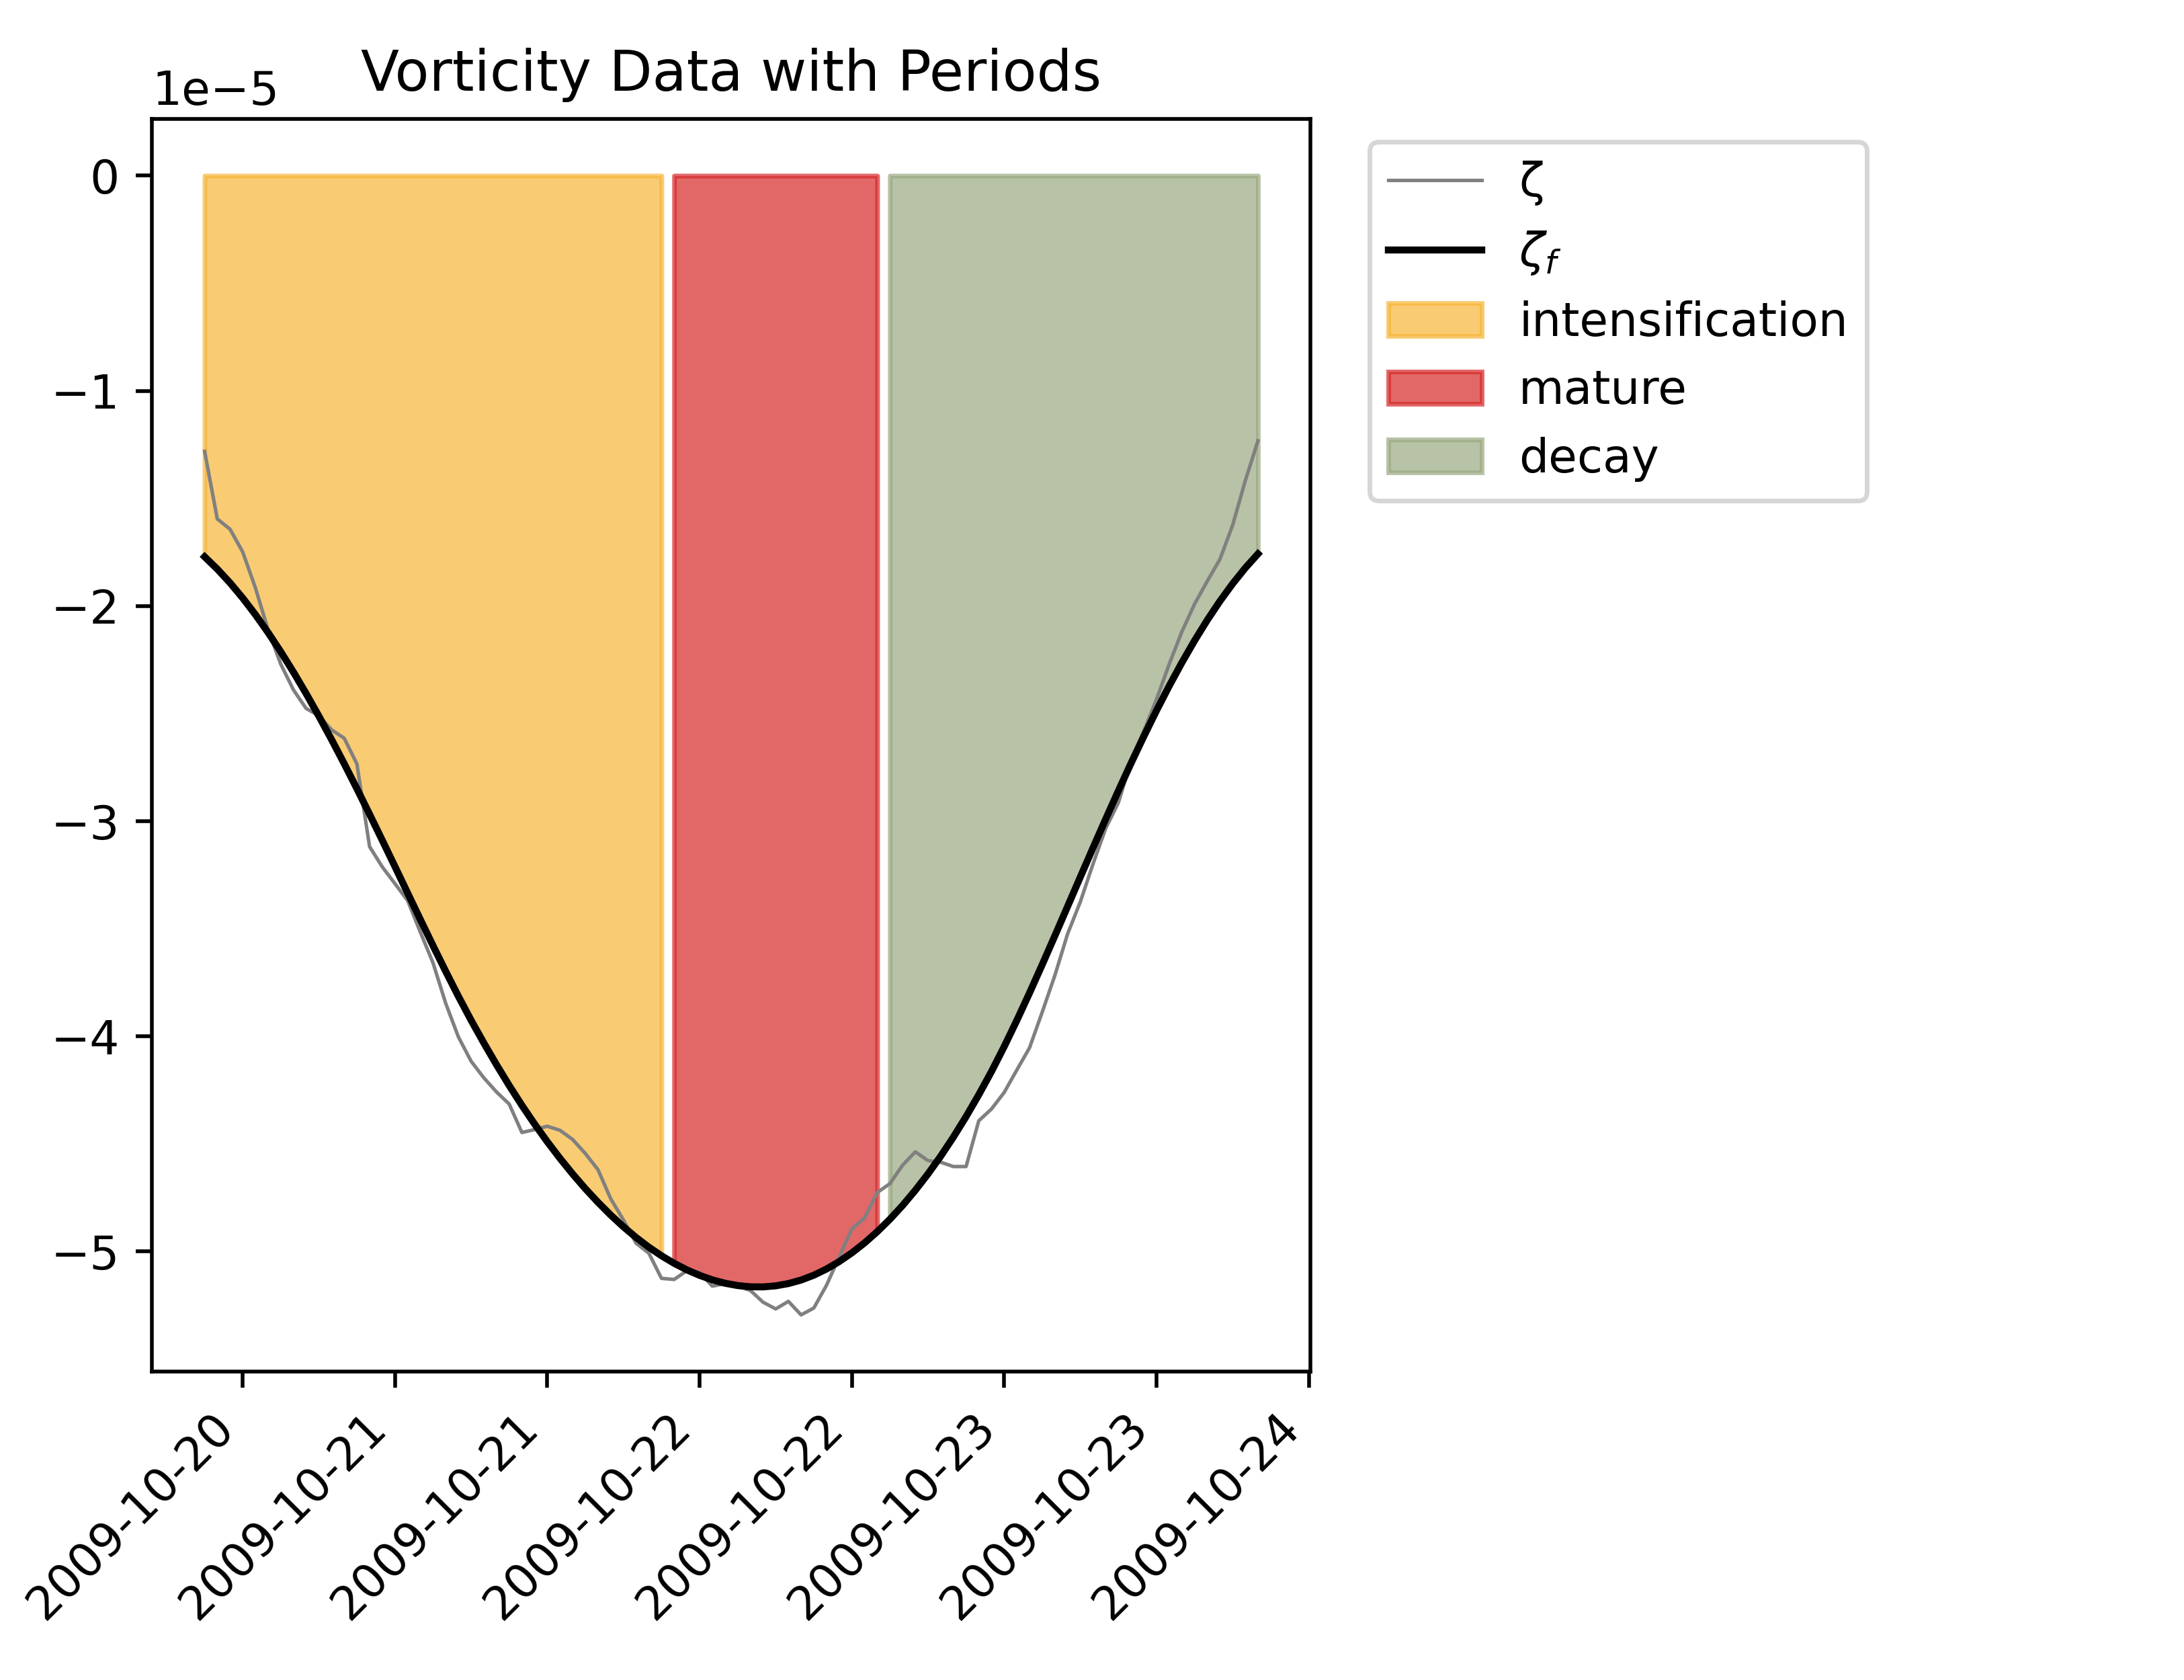 Vorticity Data with Periods
1e−5
0
−1
−2
−3
−4
−5
2009-10-20
2009-10-21
2009-10-21
2009-10-22
2009-10-22
2009-10-23
2009-10-23
2009-10-24
ζ
ζf
intensification
mature
decay